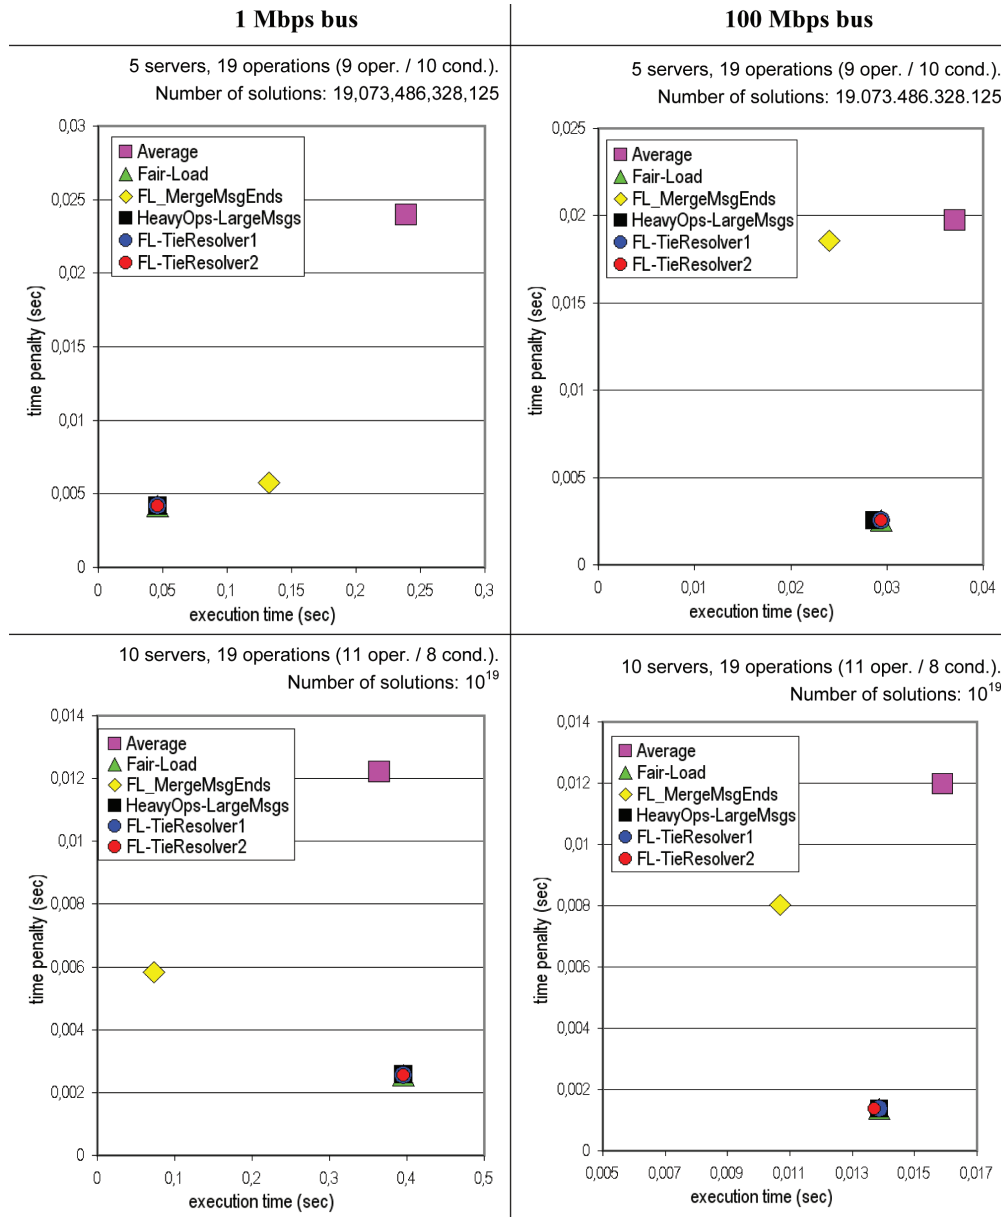 1 Mbps bus
100 Mbps bus
5 servers, 19 operations (9 oper. / 10 cond.).
Number of solutions: 19,073,486,328,125
0,03
0,025
0,02
0,015
0,01
0,005
0
time penalty (sec)
Average
Fair-Load
FL_MergeMsgEnds
HeavyOps-LargeMsgs
FL-TieResolver1
FL-TieResolver2
0
0,05
0,1
0,15
0,2
0,25
0,3
execution time (sec)
5 servers, 19 operations (9 oper. / 10 cond.).
Number of solutions: 19.073.486.328.125
0,025
0,02
0,015
0,01
0,005
0
time penalty (sec)
Average
Fair-Load
FL_MergeMsgEnds
HeavyOps-LargeMsgs
FL-TieResolver1
FL-TieResolver2
0
0,01
0,02
0,03
0,04
execution time (sec)
10 servers, 19 operations (11 oper. / 8 cond.).
Number of solutions: 10^19
0,014
0,012
0,01
0,008
0,006
0,004
0,002
0
time penalty (sec)
Average
Fair-Load
FL_MergeMsgEnds
HeavyOps-LargeMsgs
FL-TieResolver1
FL-TieResolver2
0
0,1
0,2
0,3
0,4
0,5
execution time (sec)
10 servers, 19 operations (11 oper. / 8 cond.).
Number of solutions: 10^19
0,014
0,012
0,01
0,008
0,006
0,004
0,002
0
time penalty (sec)
Average
Fair-Load
FL_MergeMsgEnds
HeavyOps-LargeMsgs
FL-TieResolver1
FL-TieResolver2
0,005
0,007
0,009
0,011
0,013
0,015
0,017
execution time (sec)